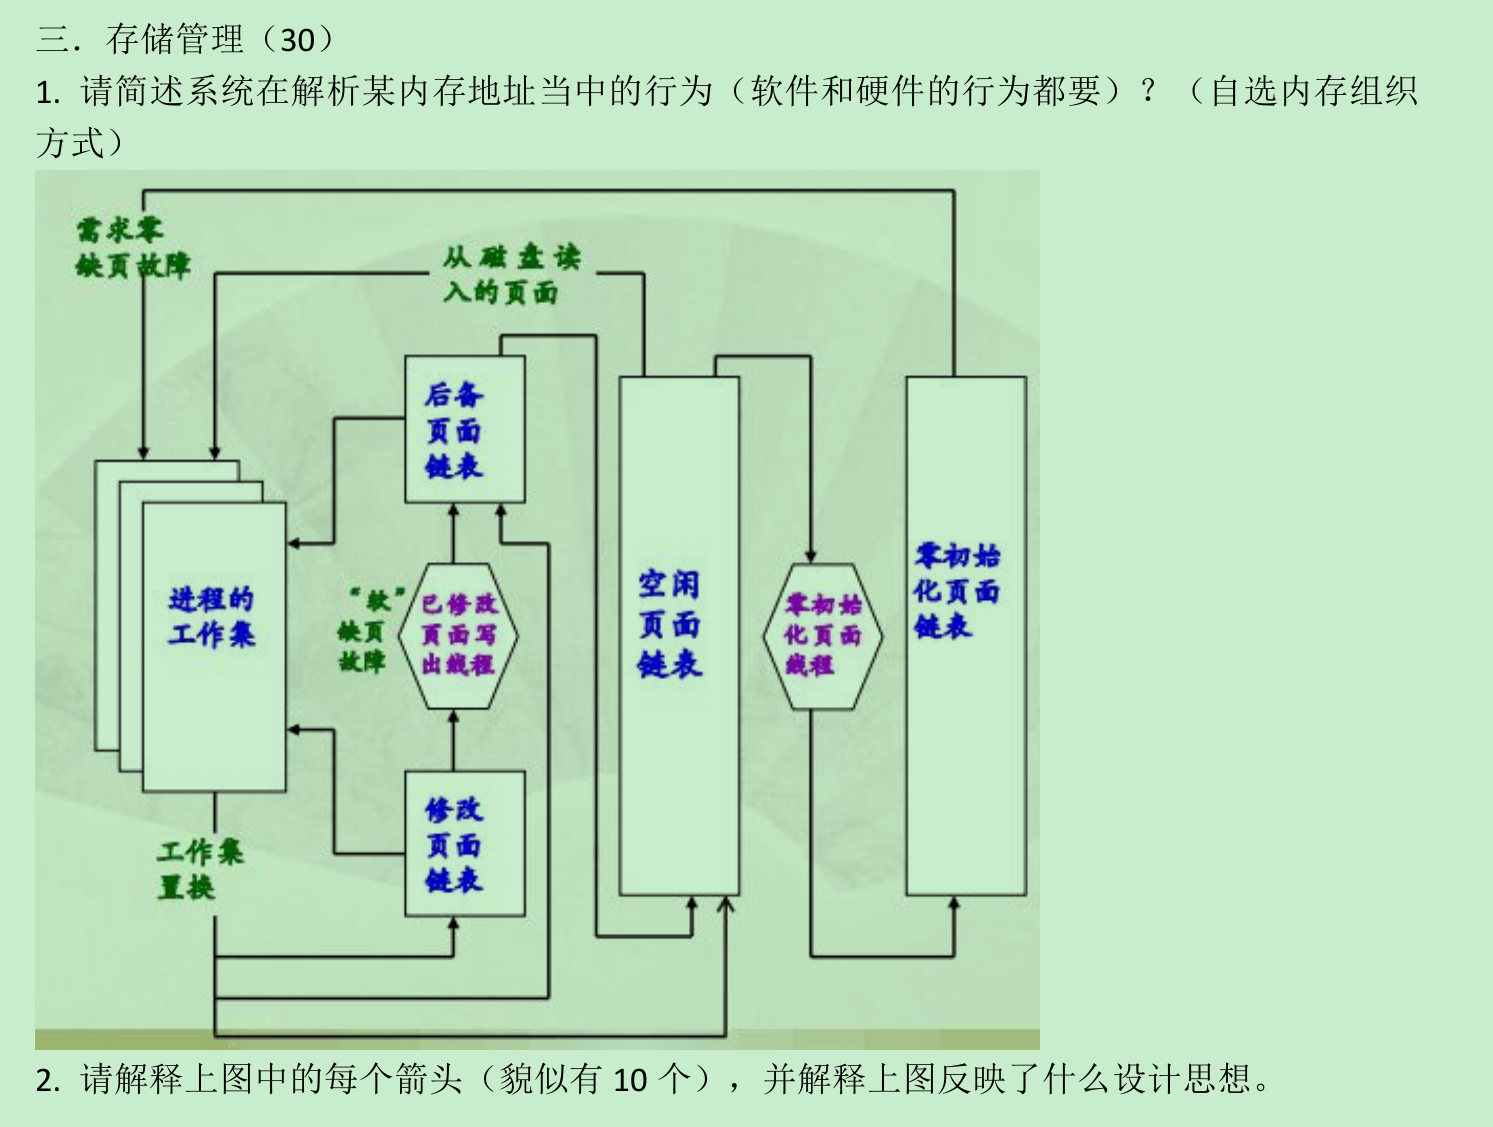 三．存储管理（30）
1. 请简述系统在解析某内存地址当中的行为（软件和硬件的行为都要）？（自选内存组织
方式）
需求零
缺页故障
从磁盘读
入的页面
后备
页面
链表
进程的
工作集
“软”
缺页
故障
已修改
页面写
出线程
空闲
页面
链表
零初始
化页面
线程
零初始
化页面
链表
修改
页面
链表
工作集
置换
2. 请解释上图中的每个箭头（貌似有 10 个），并解释上图反映了什么设计思想。